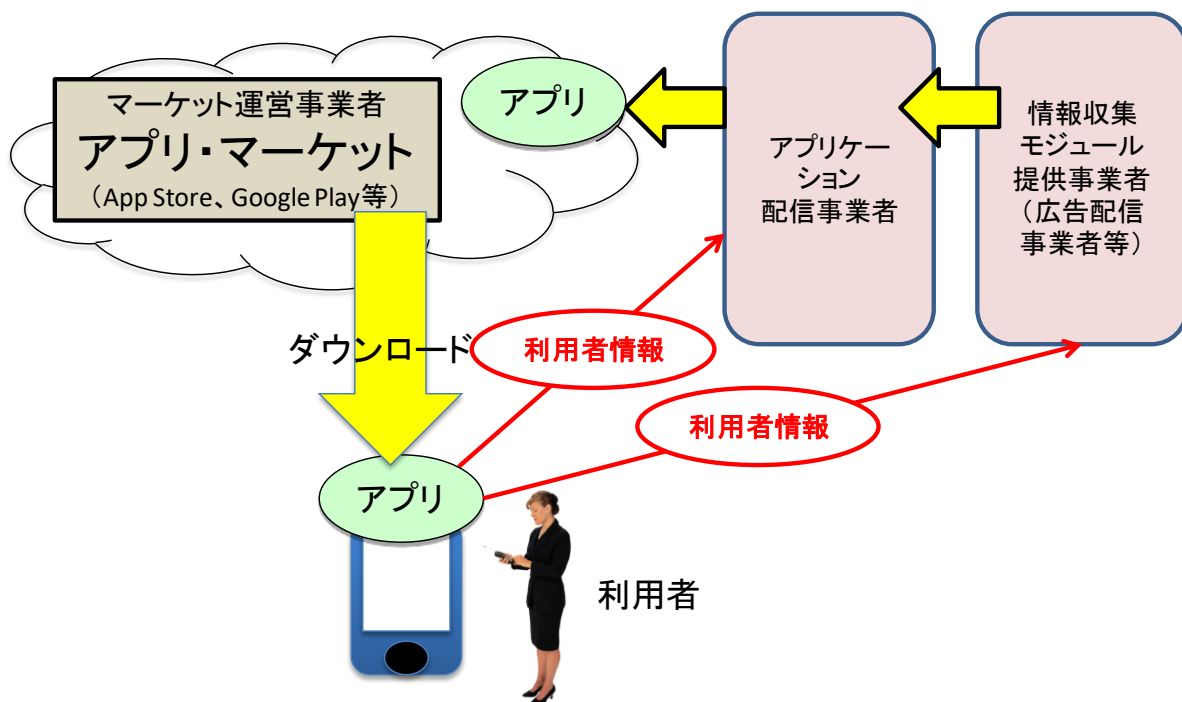 マーケット運営事業者
アプリ・マーケット
（App Store、Google Play等）
アプリ
アプリケー
ション
配信事業者
情報収集
モジュール
提供事業者
（広告配信
事業者等）
ダウンロード
利用者情報
利用者情報
アプリ
利用者